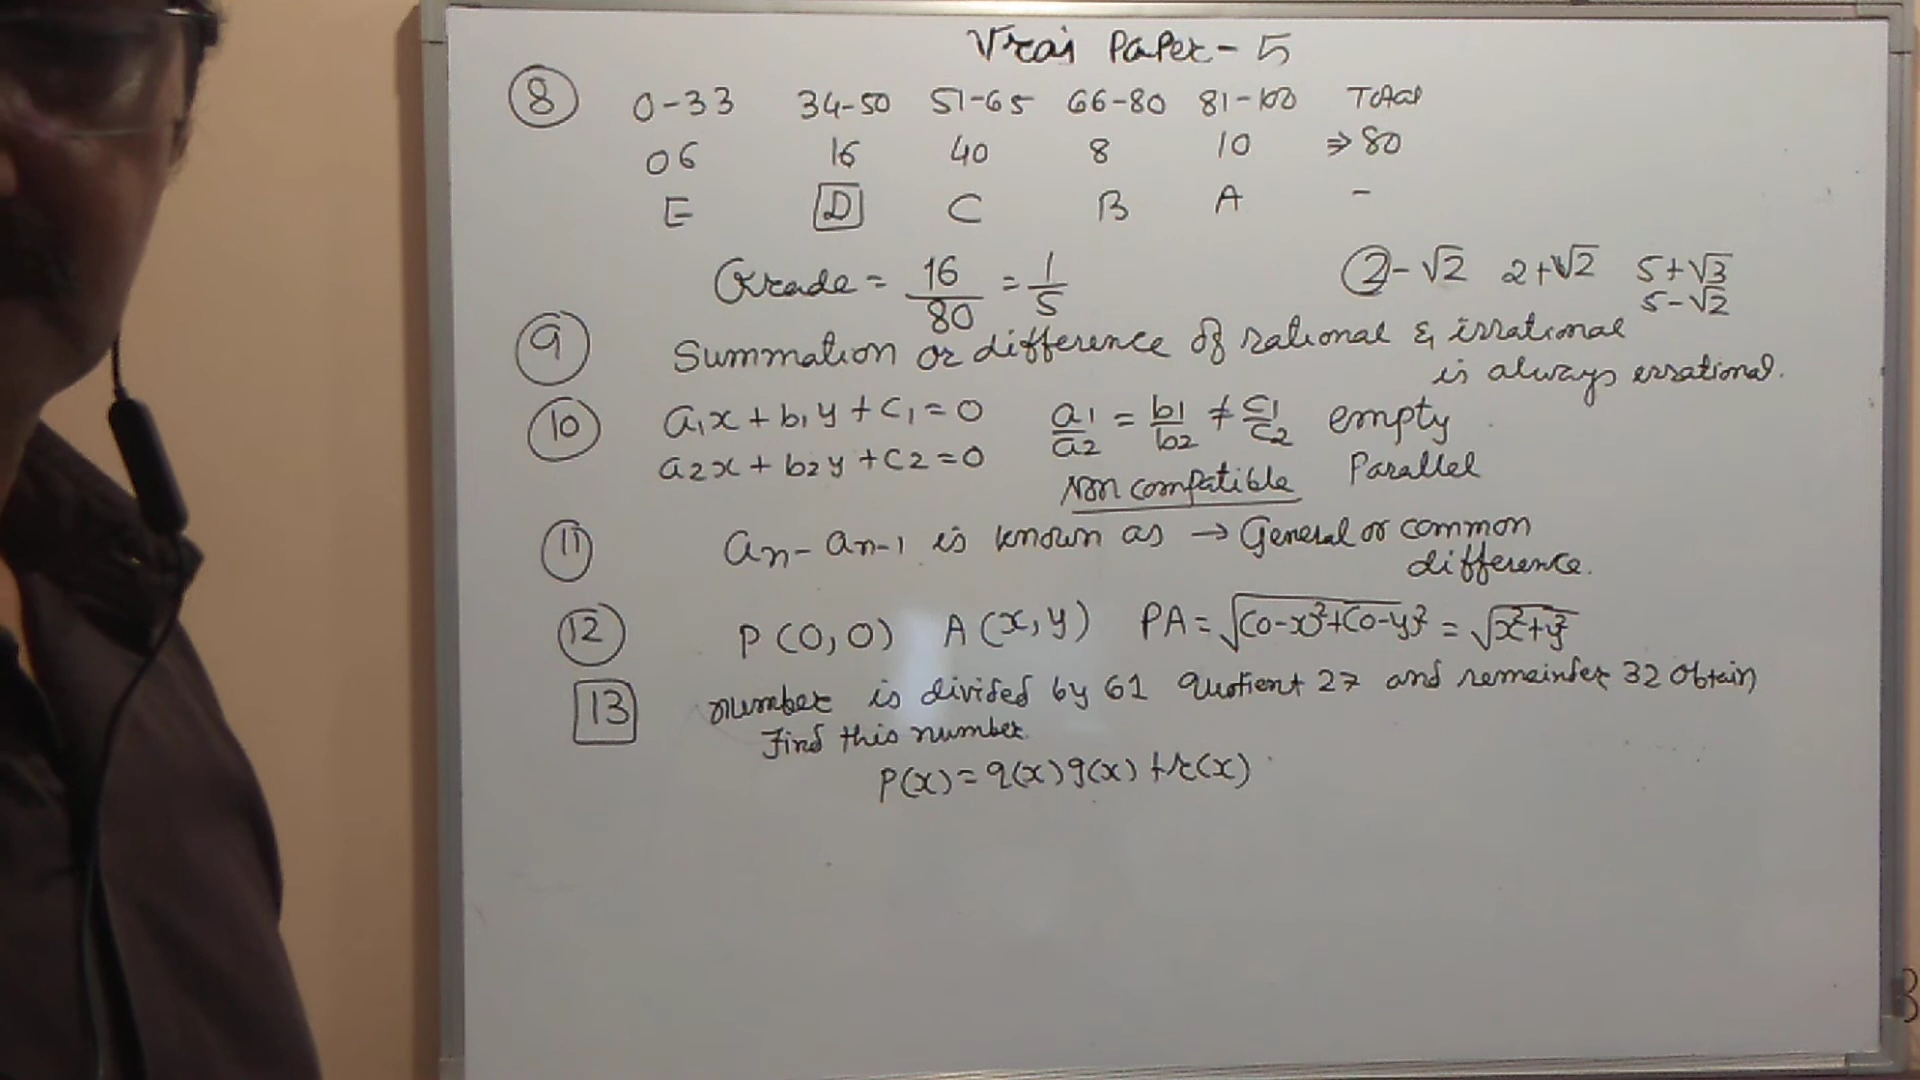 Vraj Paper - 5
8 0-33 34-50 51-65 66-80 81-100 Total
06 16 40 8 10 ⇒ 80
E D C B A -
Grade = 16/80 = 1/5
2-√2 2+√2 5+√3
5-√2
9 Summation or difference of rational & irrational
is always errational.
10 a1x + b1y + c1 = 0 a1/a2 = b1/b2 ≠ c1/c2 empty
a2x + b2y + c2 = 0 Non compatible Parallel
11 an - an-1 is known as → General or common
difference.
12 P(0,0) A(x,y) PA = √(0-x)²+(0-y)² = √x²+y²
13 number is divided by 61 quotient 27 and remainder 32 obtain
Find this number.
P(x) = q(x) g(x) + r(x)